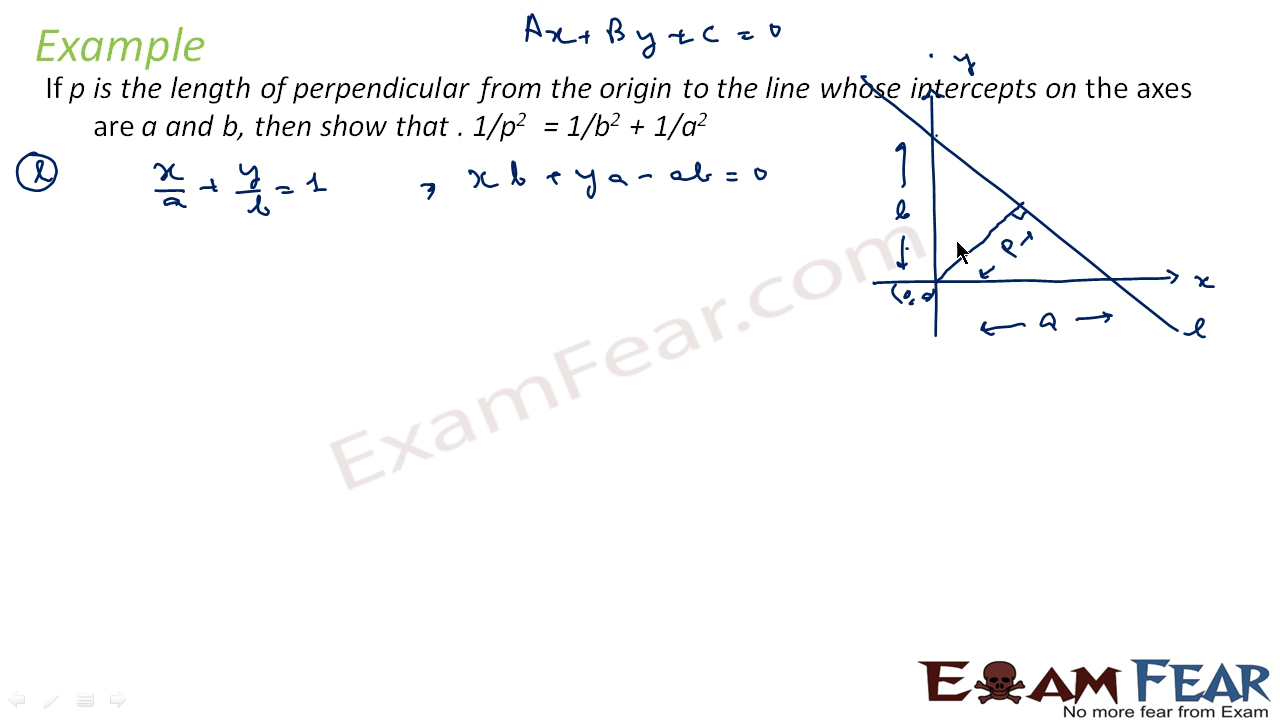 Ax + By + C = 0
Example
y
If p is the length of perpendicular from the origin to the line whose intercepts on the axes
are a and b, then show that . 1/p² = 1/b² + 1/a²
l
x/a + y/b = 1
xb + ya - ab = 0
b
P
x
(0,0)
a
l
ExamFear.com
EXAM FEAR
No more fear from Exam